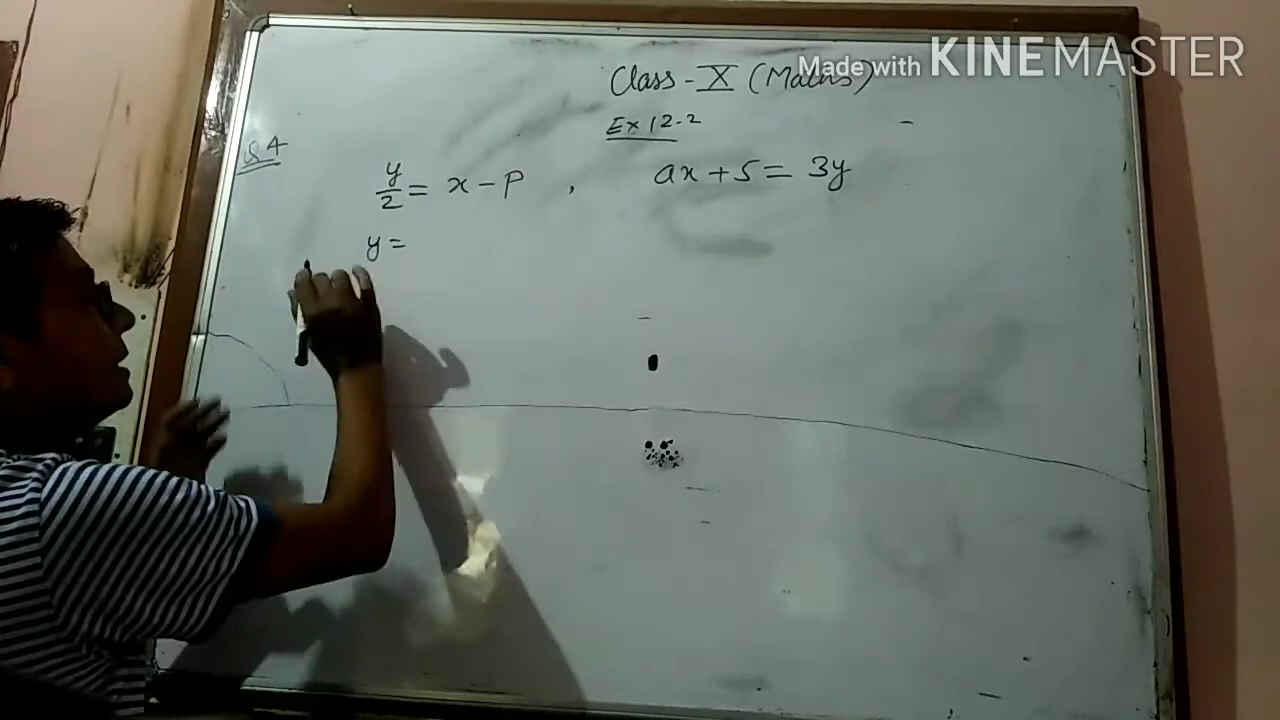 Made with KINEMASTER
Class - X (Maths)
Ex 12.2
Q4
y/2 = x - P , ax + 5 = 3y
y =